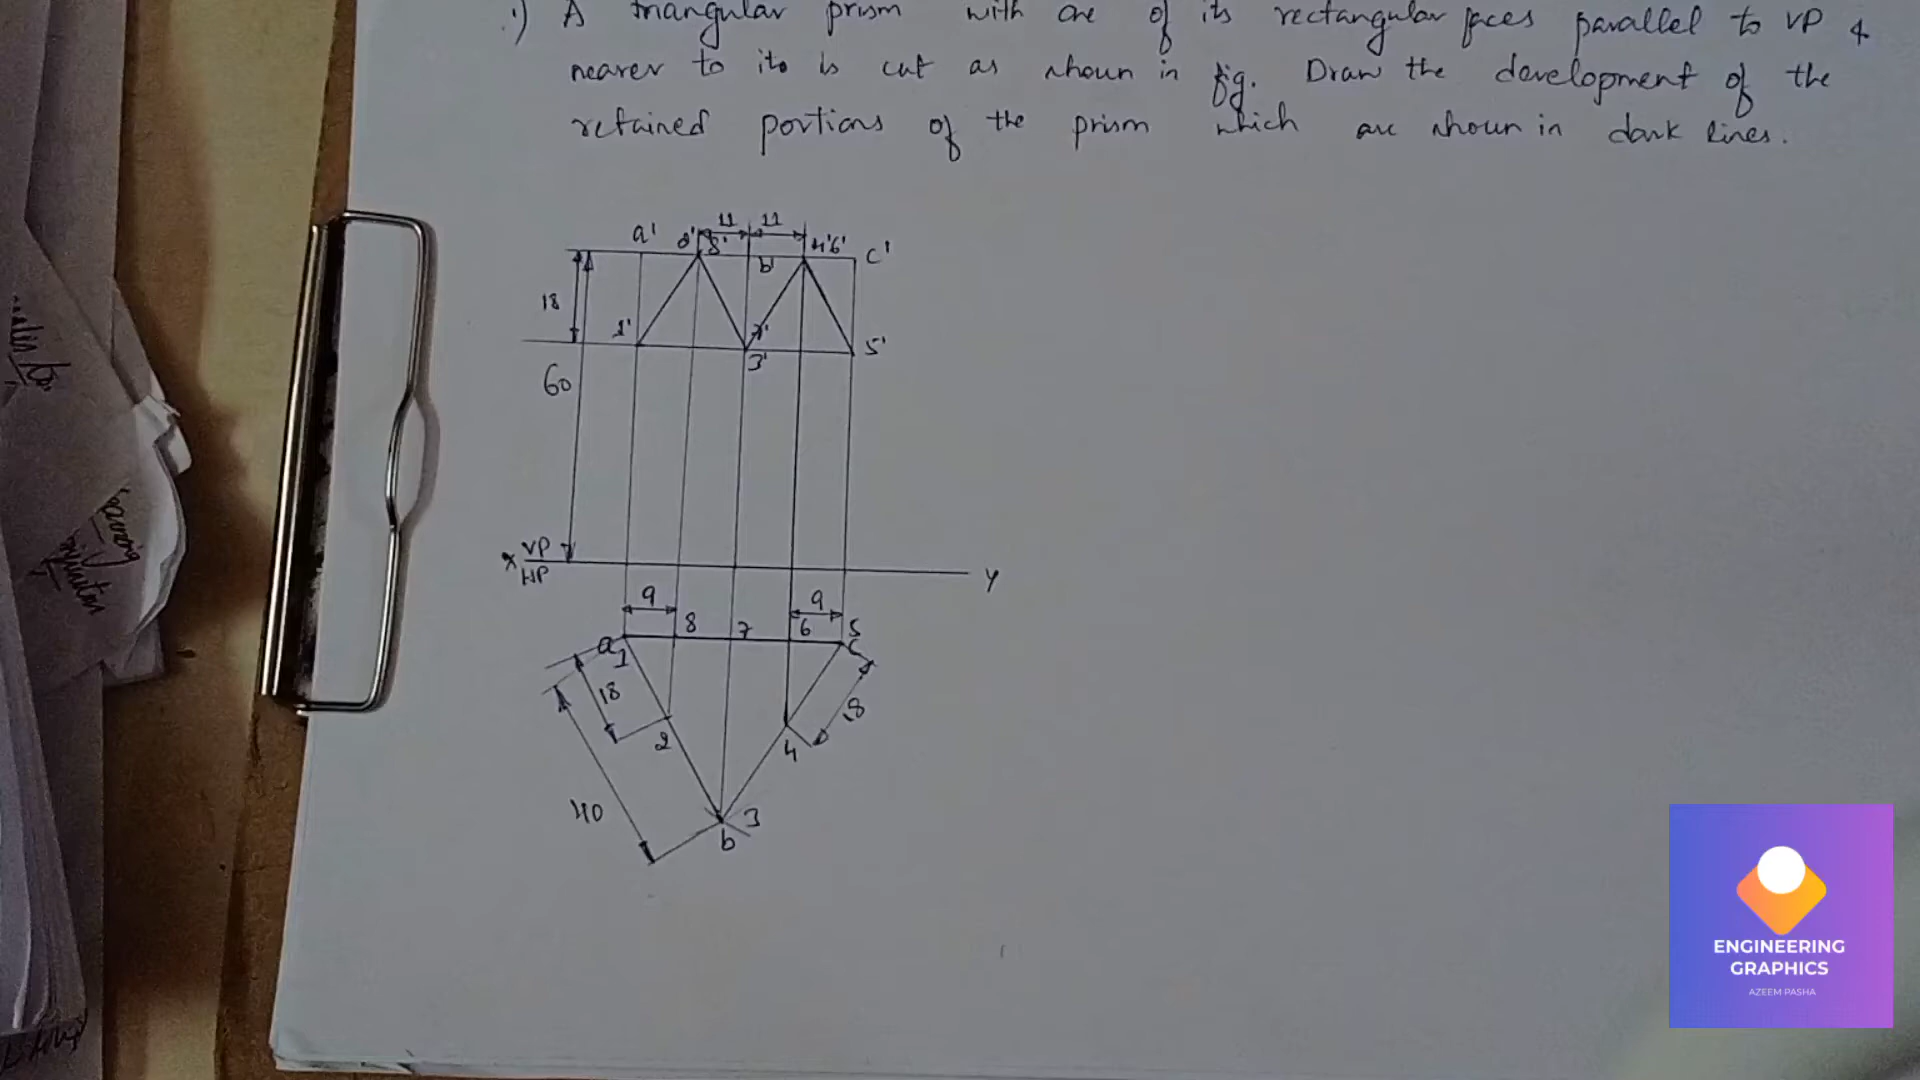 1) A triangular prism with one of its rectangular faces parallel to VP &
nearer to it is cut as shown in fig. Draw the development of the
retained portions of the prism which are shown in dark lines.
11 11
a' 2' 8' b' 4'6' c'
18
1' 7' 5'
3'
60
X VP Y
HP
9 9
a 1 8 7 6 5 c
18 18
2 4
40
3
b
ENGINEERING
GRAPHICS
AZEEM PASHA